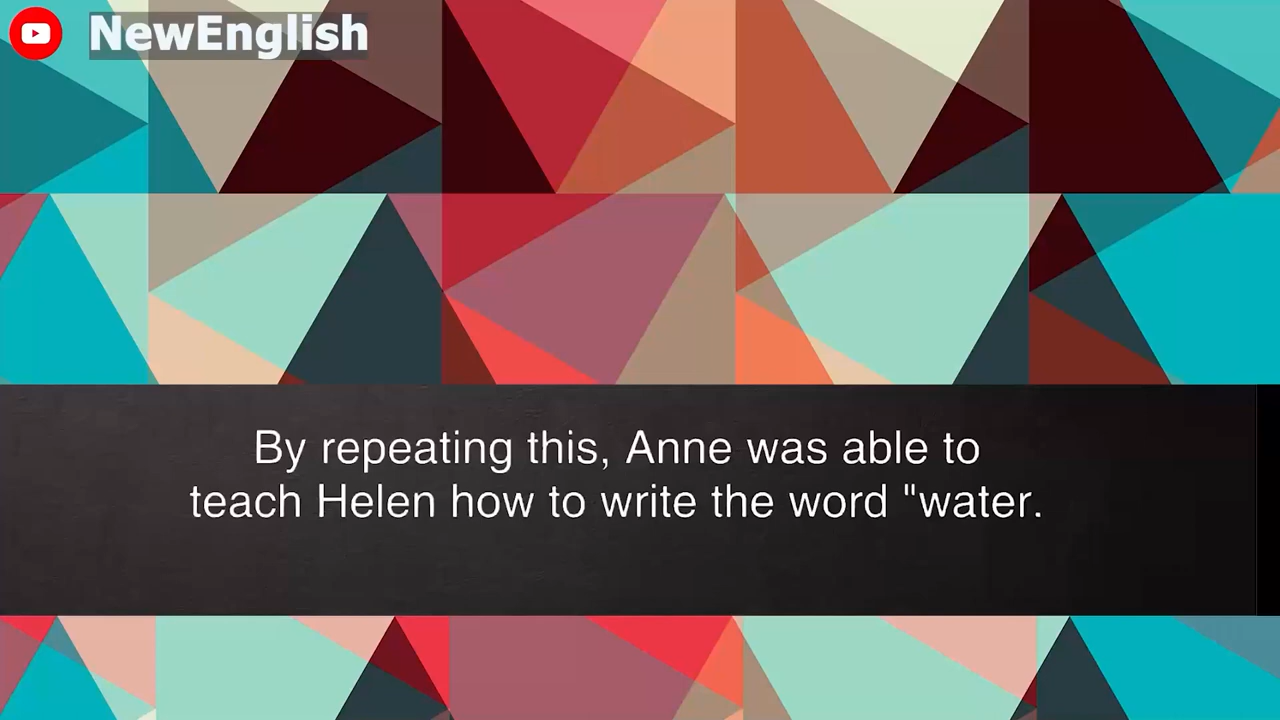 NewEnglish
By repeating this, Anne was able to
teach Helen how to write the word "water.